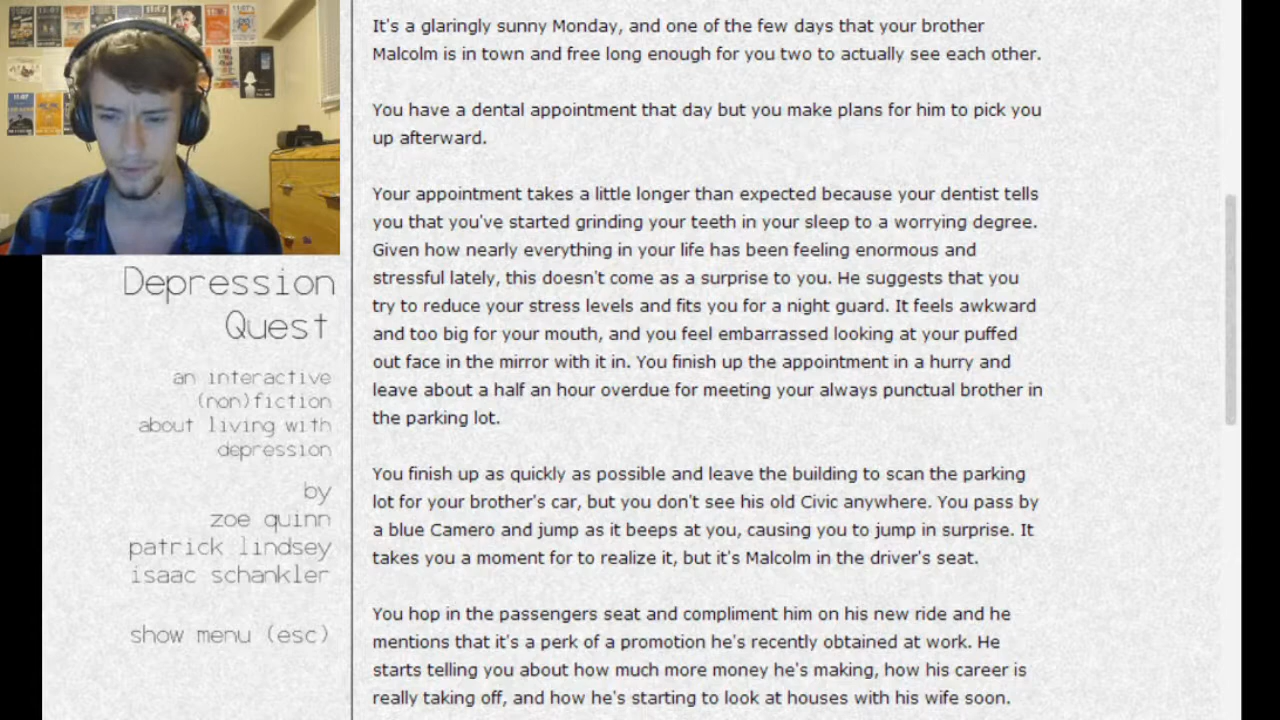 It's a glaringly sunny Monday, and one of the few days that your brother
Malcolm is in town and free long enough for you two to actually see each other.
You have a dental appointment that day but you make plans for him to pick you
up afterward.
Your appointment takes a little longer than expected because your dentist tells
you that you've started grinding your teeth in your sleep to a worrying degree.
Given how nearly everything in your life has been feeling enormous and
stressful lately, this doesn't come as a surprise to you. He suggests that you
try to reduce your stress levels and fits you for a night guard. It feels awkward
and too big for your mouth, and you feel embarrassed looking at your puffed
out face in the mirror with it in. You finish up the appointment in a hurry and
leave about a half an hour overdue for meeting your always punctual brother in
the parking lot.
You finish up as quickly as possible and leave the building to scan the parking
lot for your brother's car, but you don't see his old Civic anywhere. You pass by
a blue Camero and jump as it beeps at you, causing you to jump in surprise. It
takes you a moment for to realize it, but it's Malcolm in the driver's seat.
You hop in the passengers seat and compliment him on his new ride and he
mentions that it's a perk of a promotion he's recently obtained at work. He
starts telling you about how much more money he's making, how his career is
really taking off, and how he's starting to look at houses with his wife soon.
Depression
Quest
an interactive
(non)fiction
about living with
depression
by
zoe quinn
patrick lindsey
isaac schankler
show menu (esc)